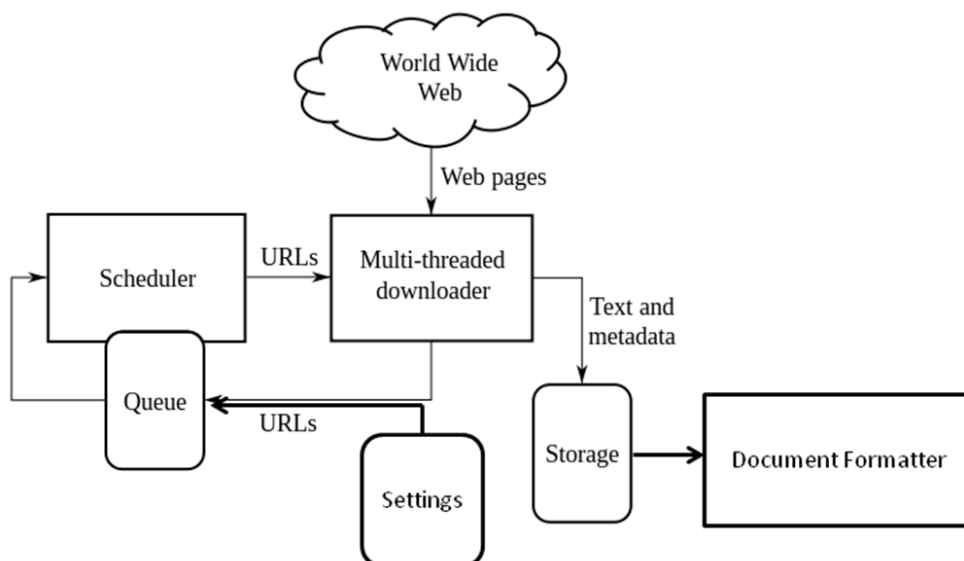 World Wide
Web
Web pages
Scheduler
URLs
Multi-threaded
downloader
Text and
metadata
Queue
URLs
Settings
Storage
Document Formatter